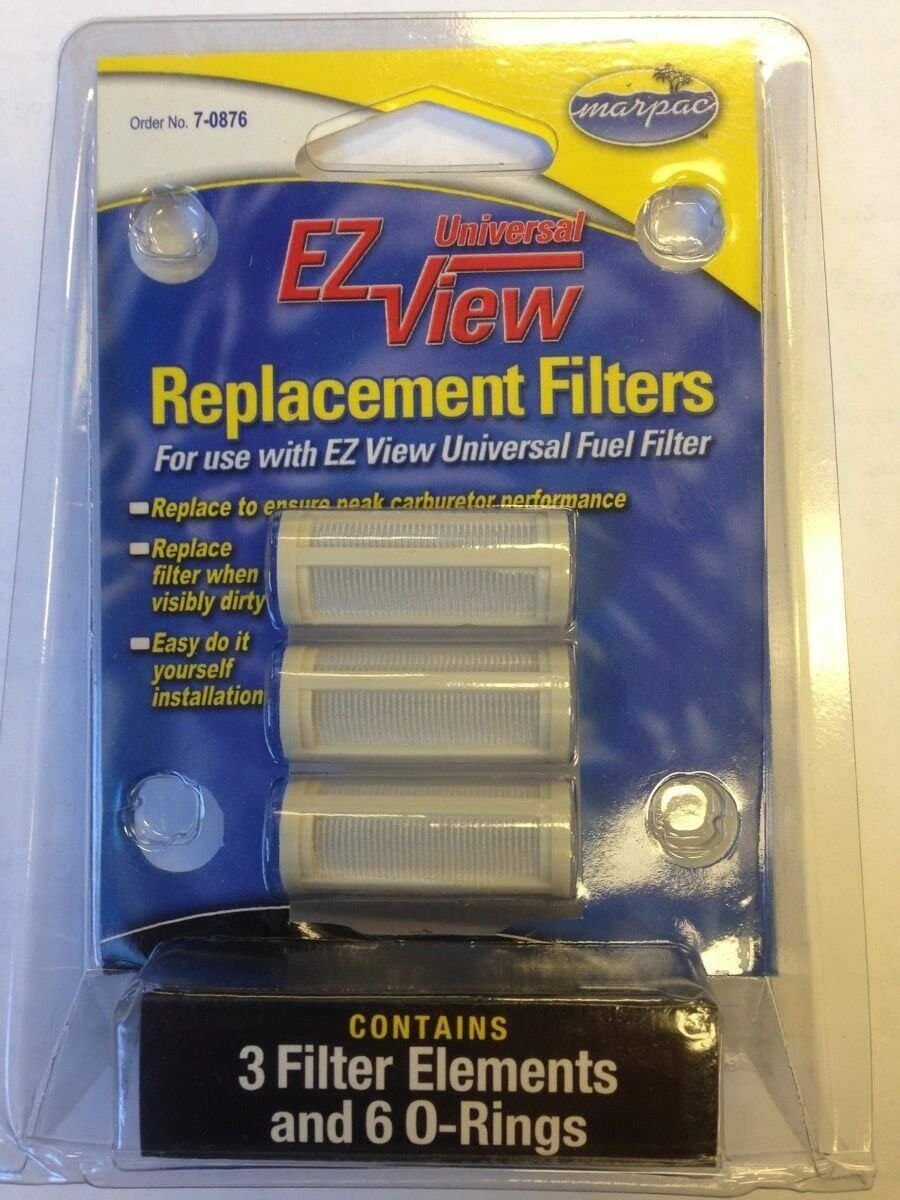 Order No. 7-0876
marpac
TM
Universal
EZ View
Replacement Filters
For use with EZ View Universal Fuel Filter
Replace to ensure peak carburetor performance
Replace
filter when
visibly dirty
Easy do it
yourself
installation
CONTAINS
3 Filter Elements
and 6 O-Rings